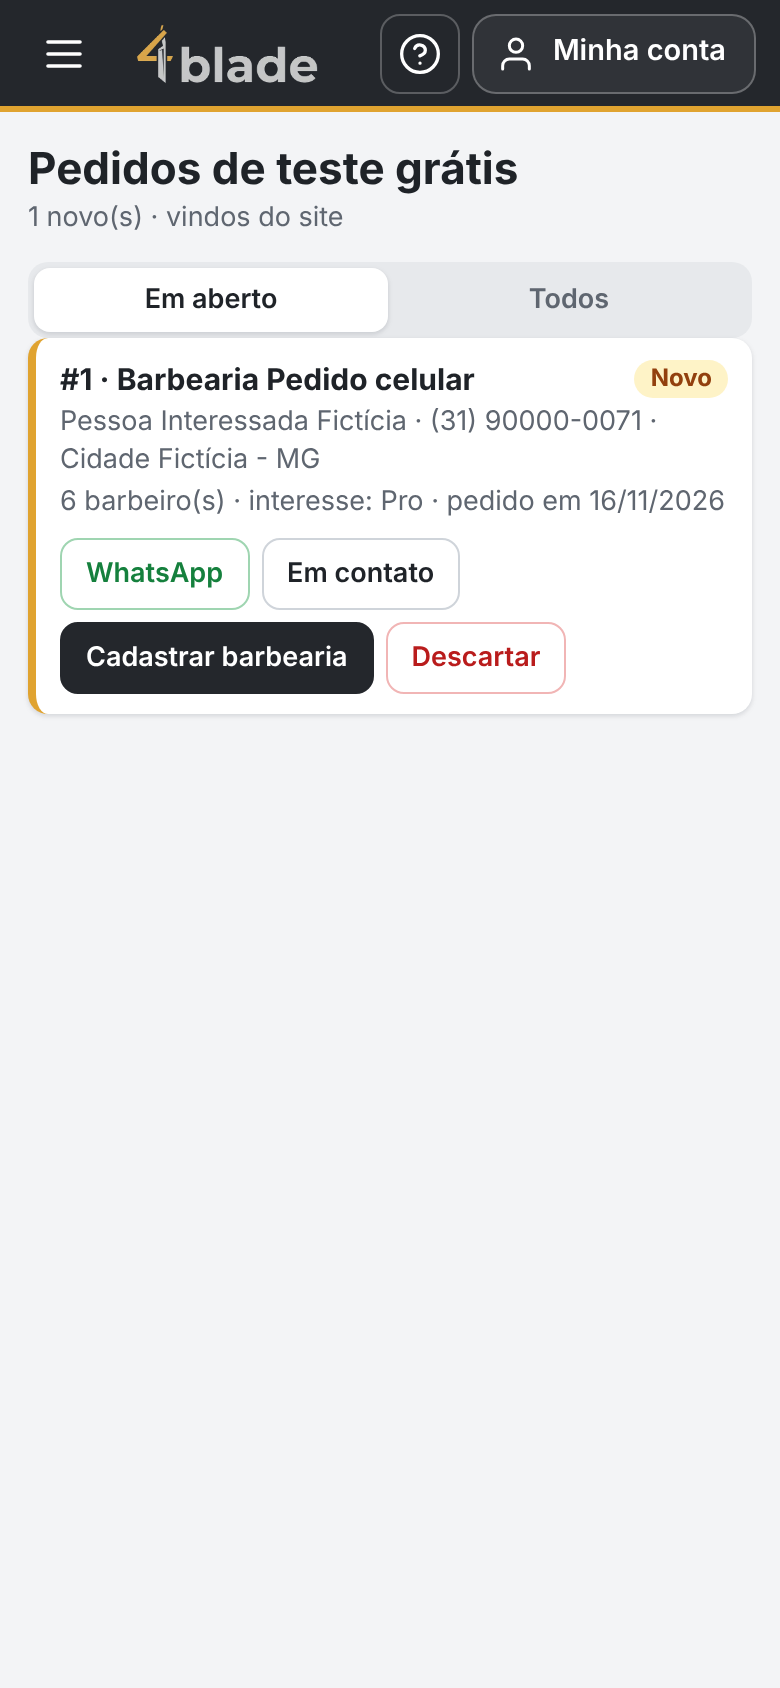 4blade
Minha conta
Pedidos de teste grátis
1 novo(s) · vindos do site
Em aberto
Todos
#1 · Barbearia Pedido celular
Novo
Pessoa Interessada Fictícia · (31) 90000-0071 ·
Cidade Fictícia - MG
6 barbeiro(s) · interesse: Pro · pedido em 16/11/2026
WhatsApp
Em contato
Cadastrar barbearia
Descartar